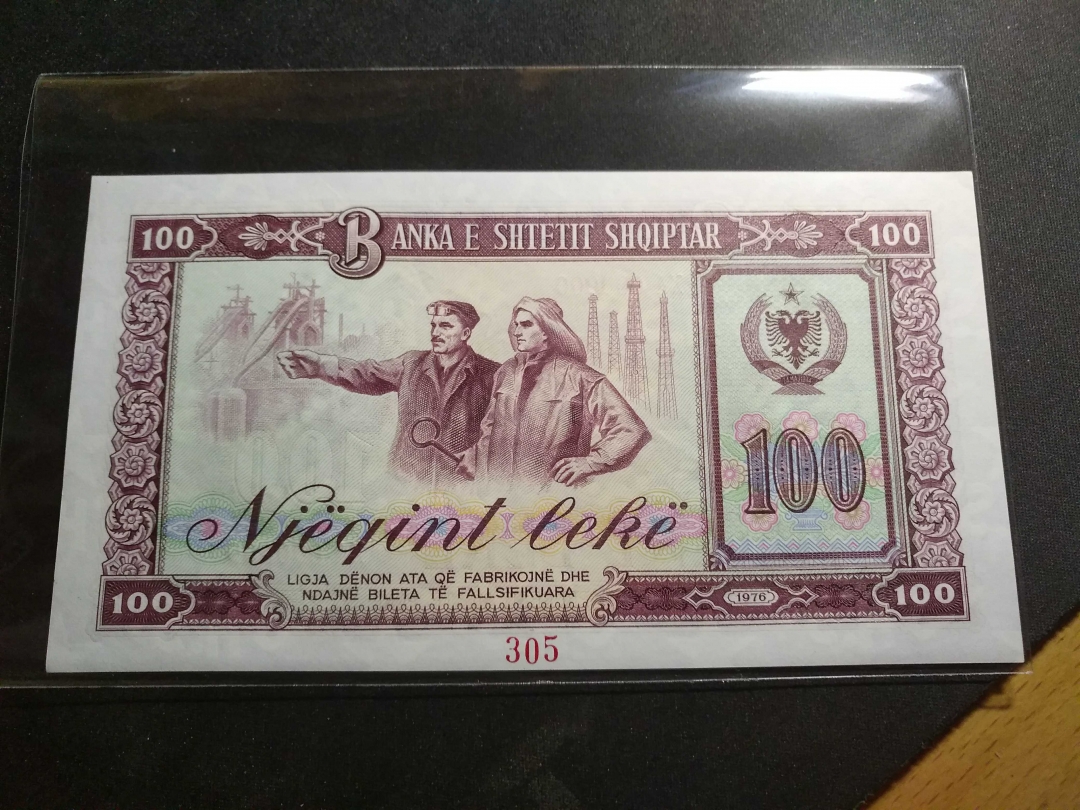 100
BANKA E SHTETIT SHQIPTAR
100
100
Njëqint lekë
LIGJA DËNON ATA QË FABRIKOJNË DHE
NDAJNË BILETA TË FALLSIFIKUARA
100
1976
100
305